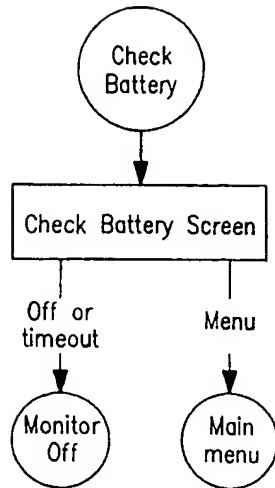 Check
Battery
Check Battery Screen
Off or
timeout
Menu
Monitor
Off
Main
menu